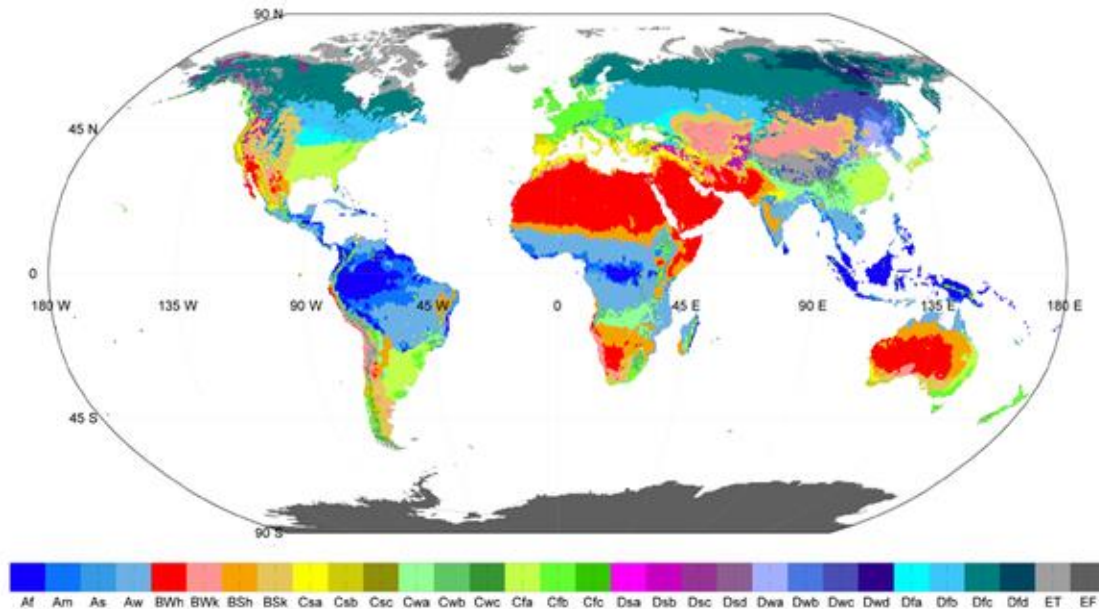 90 N
45 N
0
180 W 135 W 90 W 45 W 0 45 E 90 E 135 E 180 E
45 S
90 S
Af Am As Aw BWh BWk BSh BSk Csa Csb Csc Cwa Cwb Cwc Cfa Cfb Cfc Dsa Dsb Dsc Dsd Dwa Dwb Dwc Dwd Dfa Dfb Dfc Dfd ET EF